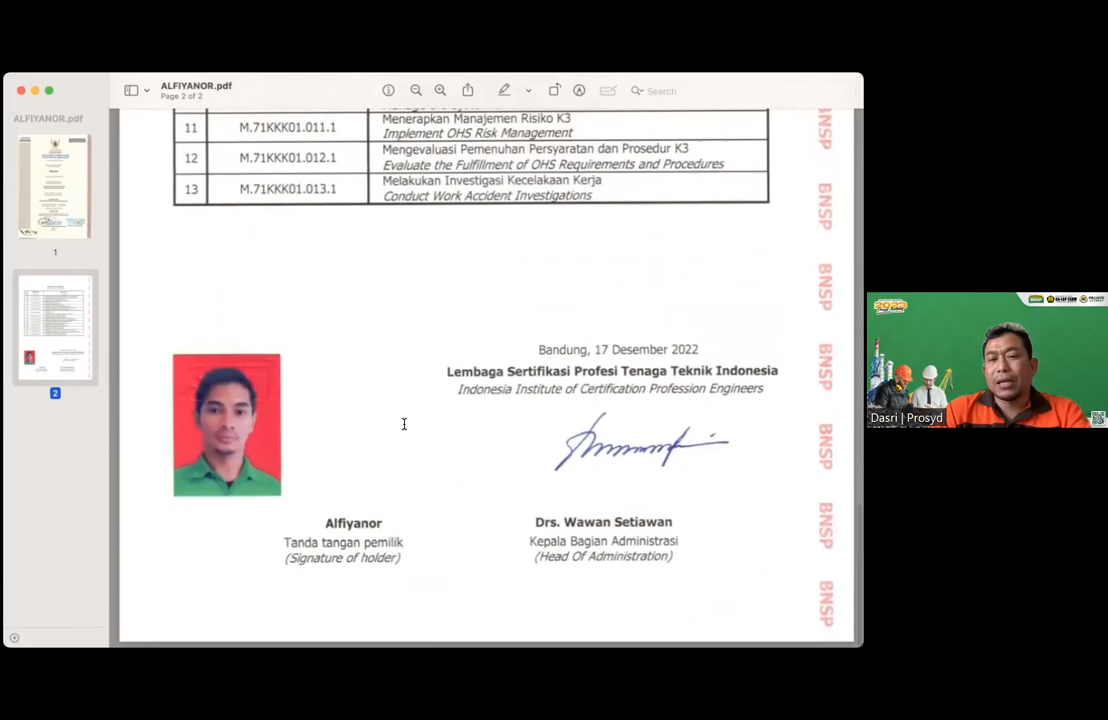 ALFIYANOR.pdf
Page 2 of 2
Search
ALFIYANOR.pdf
1
2
11 M.71KKK01.011.1 Menerapkan Manajemen Risiko K3
Implement OHS Risk Management
12 M.71KKK01.012.1 Mengevaluasi Pemenuhan Persyaratan dan Prosedur K3
Evaluate the Fulfillment of OHS Requirements and Procedures
13 M.71KKK01.013.1 Melakukan Investigasi Kecelakaan Kerja
Conduct Work Accident Investigations
BNSP
BNSP
BNSP
BNSP
BNSP
BNSP
BNSP
Bandung, 17 Desember 2022
Lembaga Sertifikasi Profesi Tenaga Teknik Indonesia
Indonesia Institute of Certification Profession Engineers
Alfiyanor
Tanda tangan pemilik
(Signature of holder)
Drs. Wawan Setiawan
Kepala Bagian Administrasi
(Head Of Administration)
Dasri | Prosyd